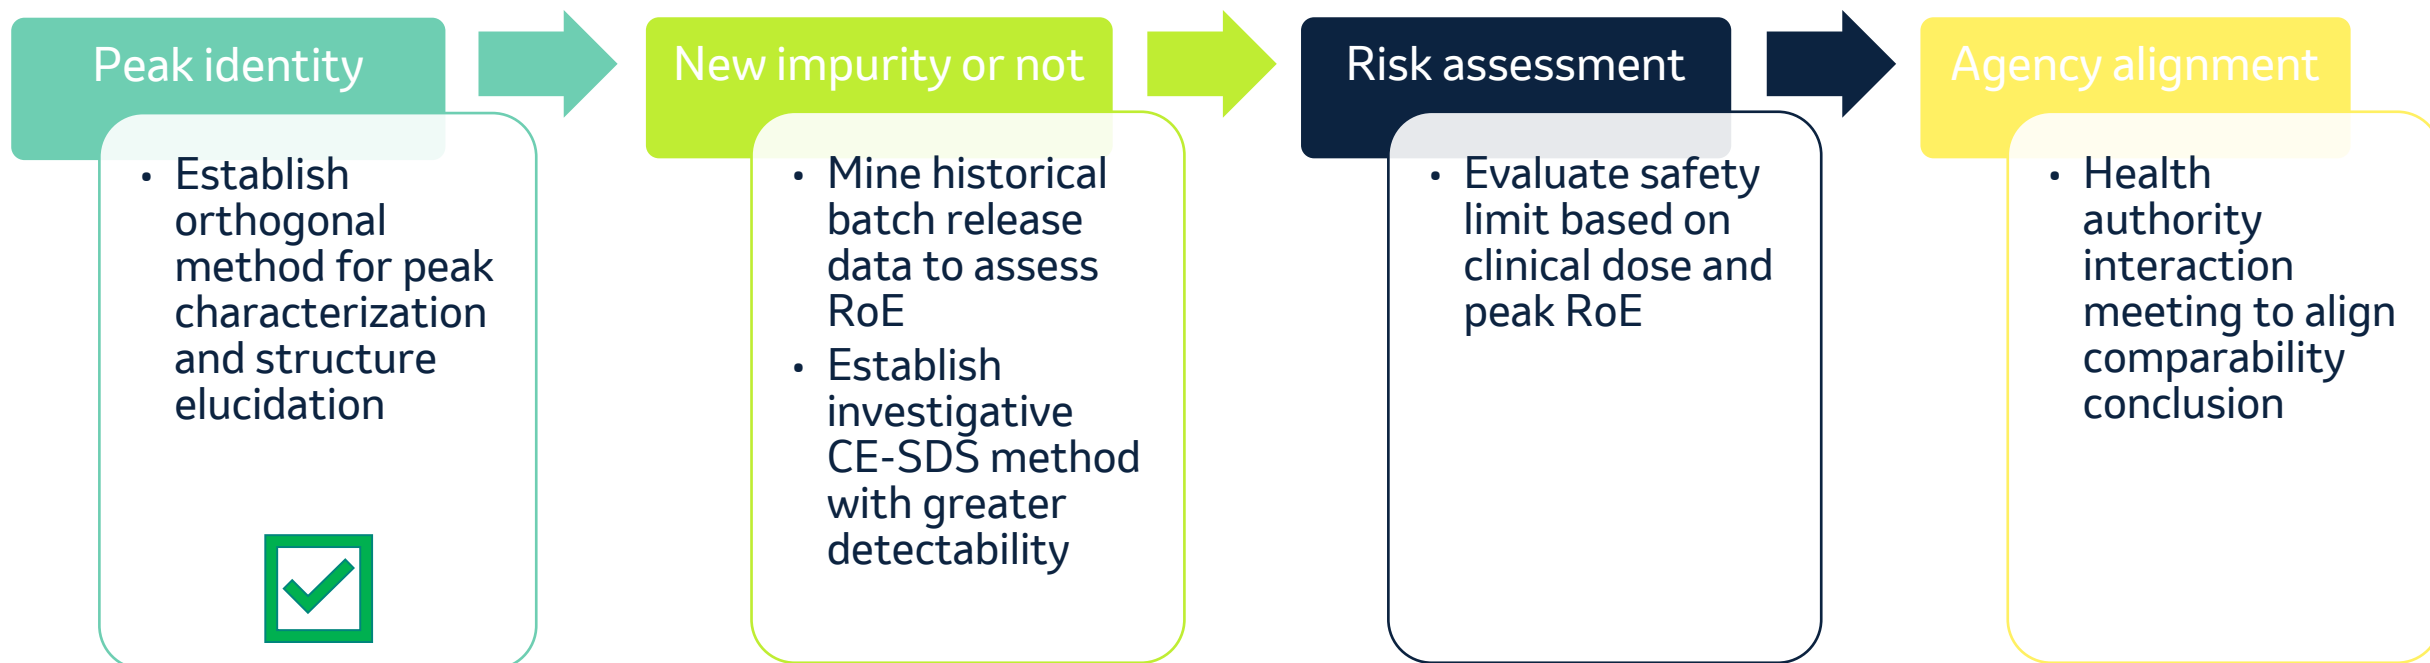 Peak identity
• Establish
orthogonal
method for peak
characterization
and structure
elucidation
New impurity or not
• Mine historical
batch release
data to assess
RoE
• Establish
investigative
CE-SDS method
with greater
detectability
Risk assessment
• Evaluate safety
limit based on
clinical dose and
peak RoE
Agency alignment
• Health
authority
interaction
meeting to align
comparability
conclusion